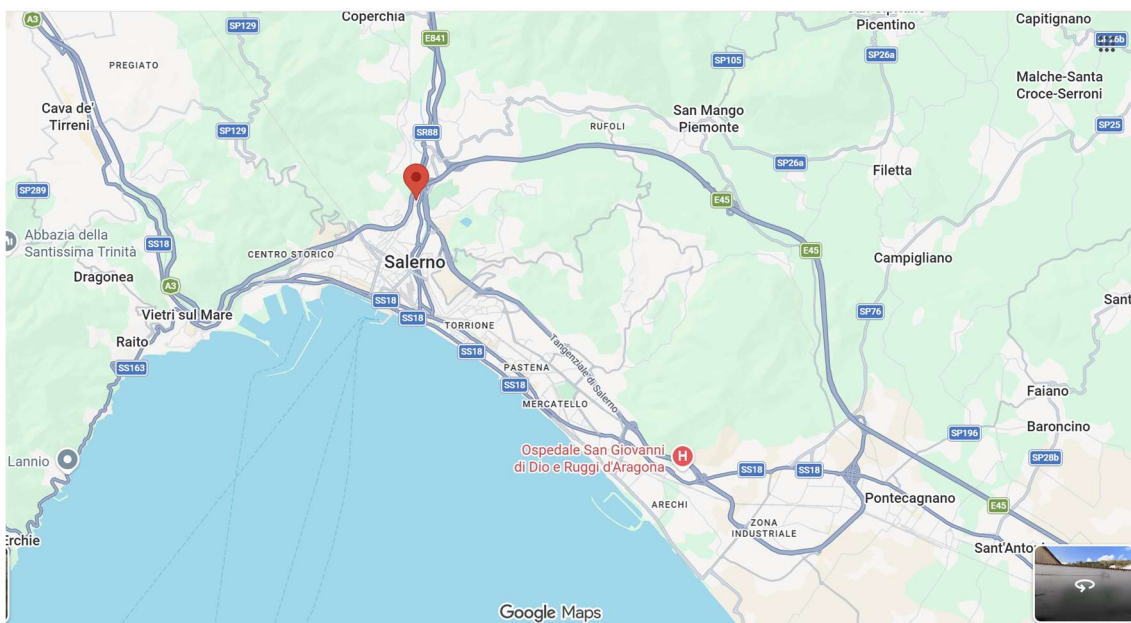 Coperchia
Picentino
Capitignano
A3
SP129
E841
SP26a
SP105
PREGIATO
Malche-Santa
Croce-Serroni
Cava de'
Tirreni
San Mango
Piemonte
SP129
SR88
RUFOLI
SP25
SP26a
Filetta
SP289
E45
Abbazia della
Santissima Trinità
SS18
CENTRO STORICO
Salerno
E45
Campigliano
Dragonea
A3
SS18
Vietri sul Mare
SS18
SP76
Sant
TORRIONE
Raito
SS18
SS163
PASTENA
Tangenziale di Salerno
SS18
MERCATELLO
Faiano
Baroncino
SP196
Ospedale San Giovanni
di Dio e Ruggi d'Aragona
H
Lannio
SS18
SS18
SP28b
Pontecagnano
ARECHI
E45
ZONA
INDUSTRIALE
Erchie
Google Maps